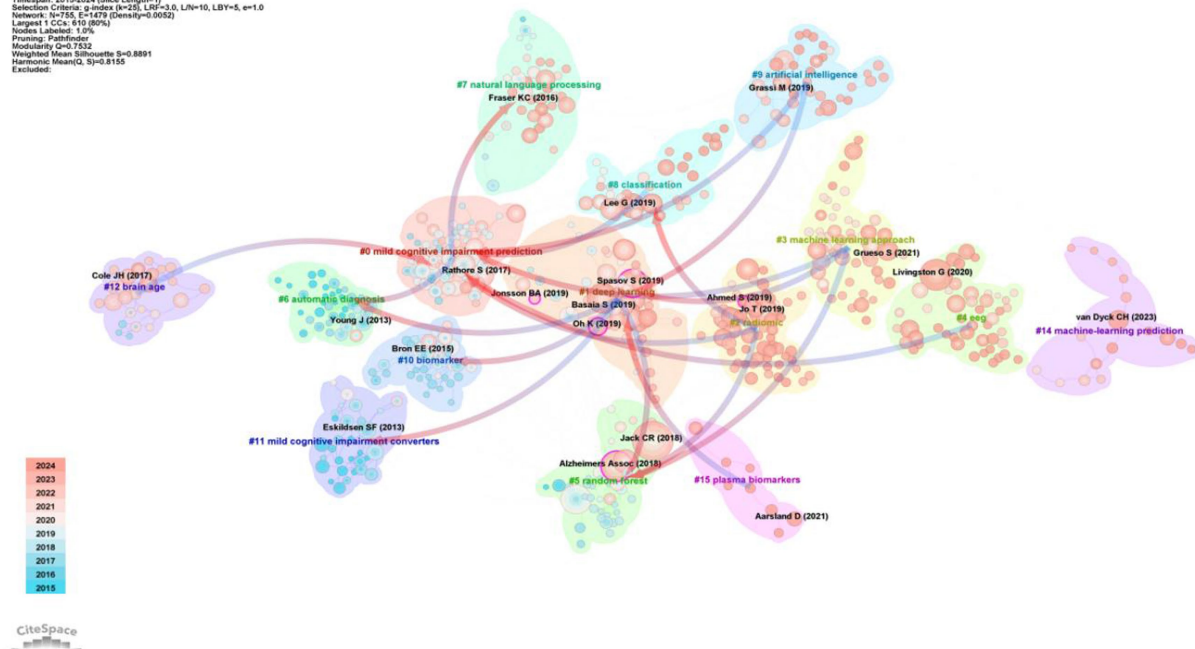 Timespan: 2015-2024 (Slice Length=1)
Selection Criteria: g-index (k=25), LRF=3.0, L/N=10, LBY=5, e=1.0
Network: N=755, E=1479 (Density=0.0052)
Largest 1 CCs: 610 (80%)
Nodes Labeled: 1.0%
Pruning: Pathfinder
Modularity Q=0.7532
Weighted Mean Silhouette S=0.8891
Harmonic Mean(Q, S)=0.8155
Excluded:
#7 natural language processing
Fraser KC (2016)
#9 artificial intelligence
Grassi M (2019)
#8 classification
Lee G (2019)
#0 mild cognitive impairment prediction
Rathore S (2017)
#3 machine learning approach
Grueso S (2021)
Cole JH (2017)
#12 brain age
#6 automatic diagnosis
Young J (2013)
Jonsson BA (2019)
Spasov S (2019)
#1 deep learning
Basaia S (2019)
Oh K (2019)
Ahmed S (2019)
Jo T (2019)
#2 radiomic
Livingston G (2020)
#4 eeg
van Dyck CH (2023)
#14 machine-learning prediction
Bron EE (2015)
#10 biomarker
Eskildsen SF (2013)
#11 mild cognitive impairment converters
Jack CR (2018)
Alzheimers Assoc (2018)
#5 random forest
#15 plasma biomarkers
Aarsland D (2021)
2024
2023
2022
2021
2020
2019
2018
2017
2016
2015
CiteSpace